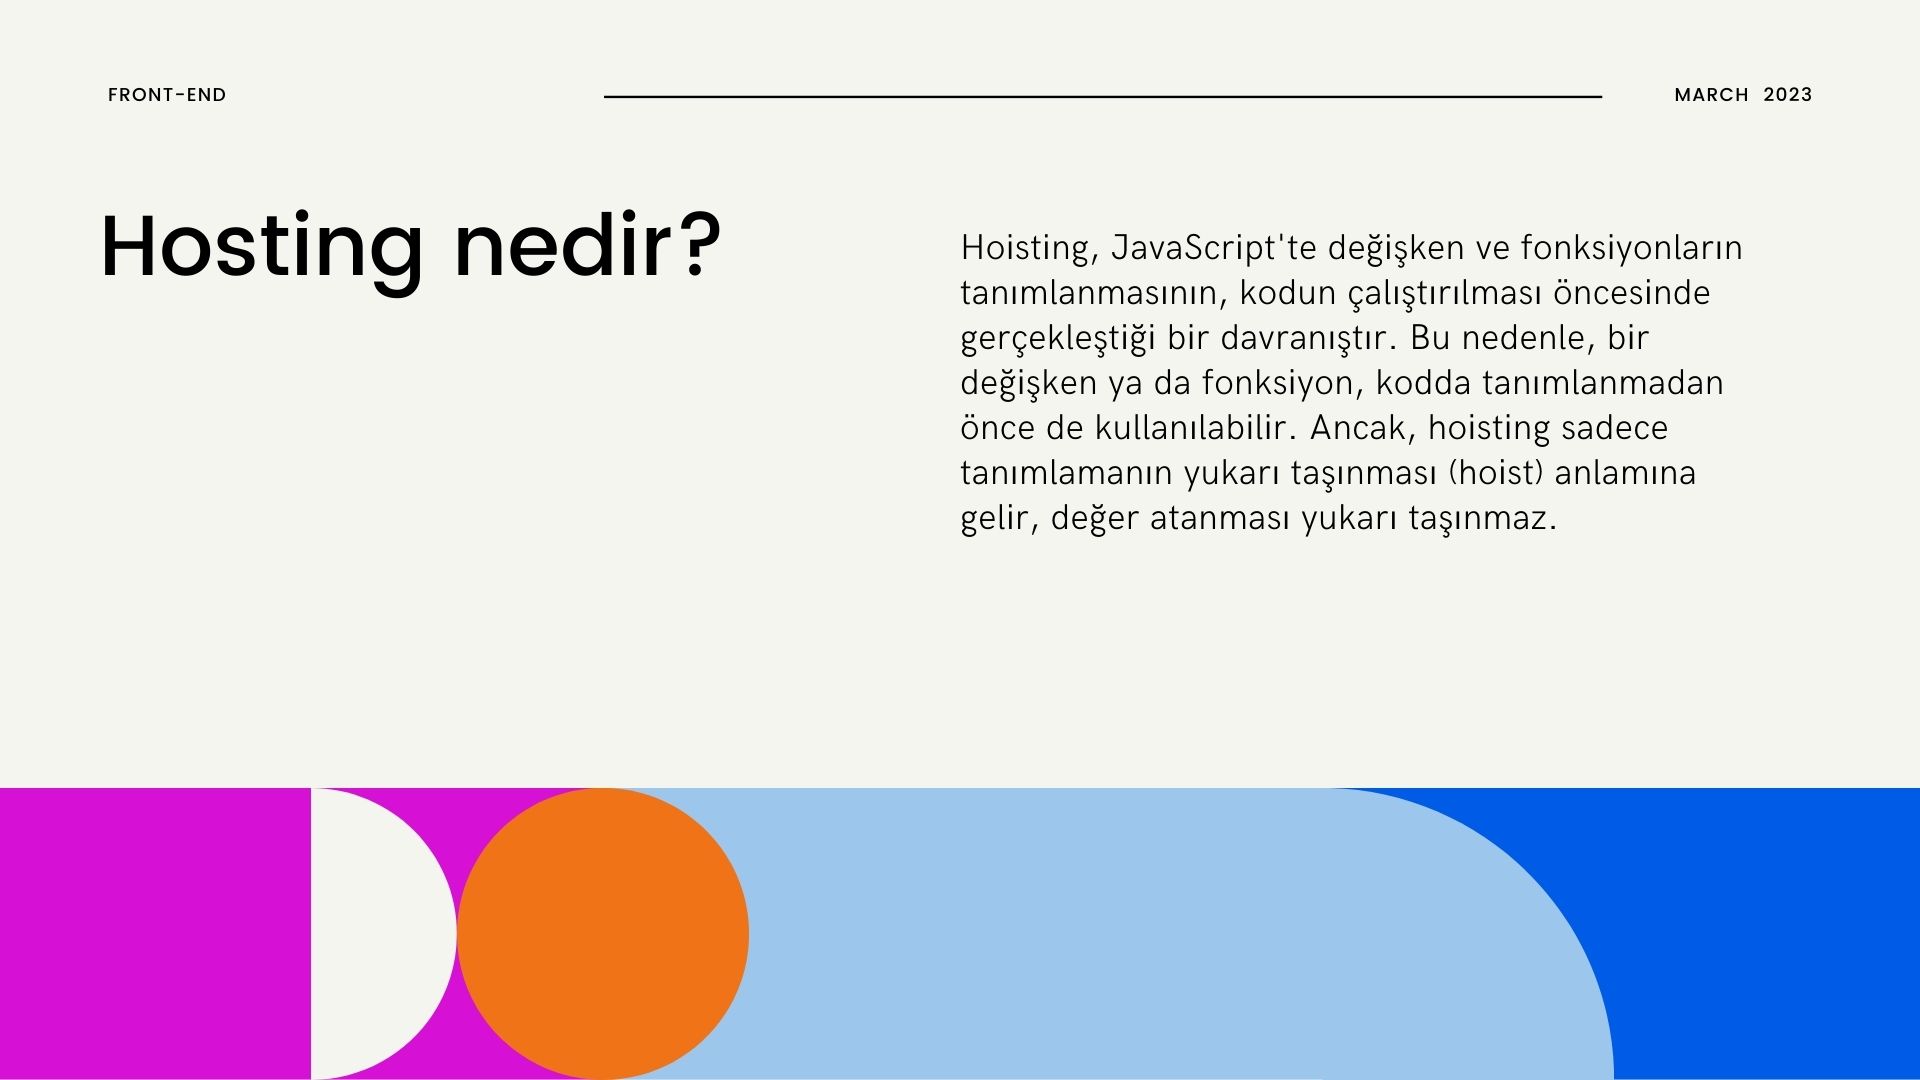 FRONT-END
MARCH 2023
Hosting nedir?
Hoisting, JavaScript'te değişken ve fonksiyonların
tanımlanmasının, kodun çalıştırılması öncesinde
gerçekleştiği bir davranıştır. Bu nedenle, bir
değişken ya da fonksiyon, kodda tanımlanmadan
önce de kullanılabilir. Ancak, hoisting sadece
tanımlamanın yukarı taşınması (hoist) anlamına
gelir, değer atanması yukarı taşınmaz.